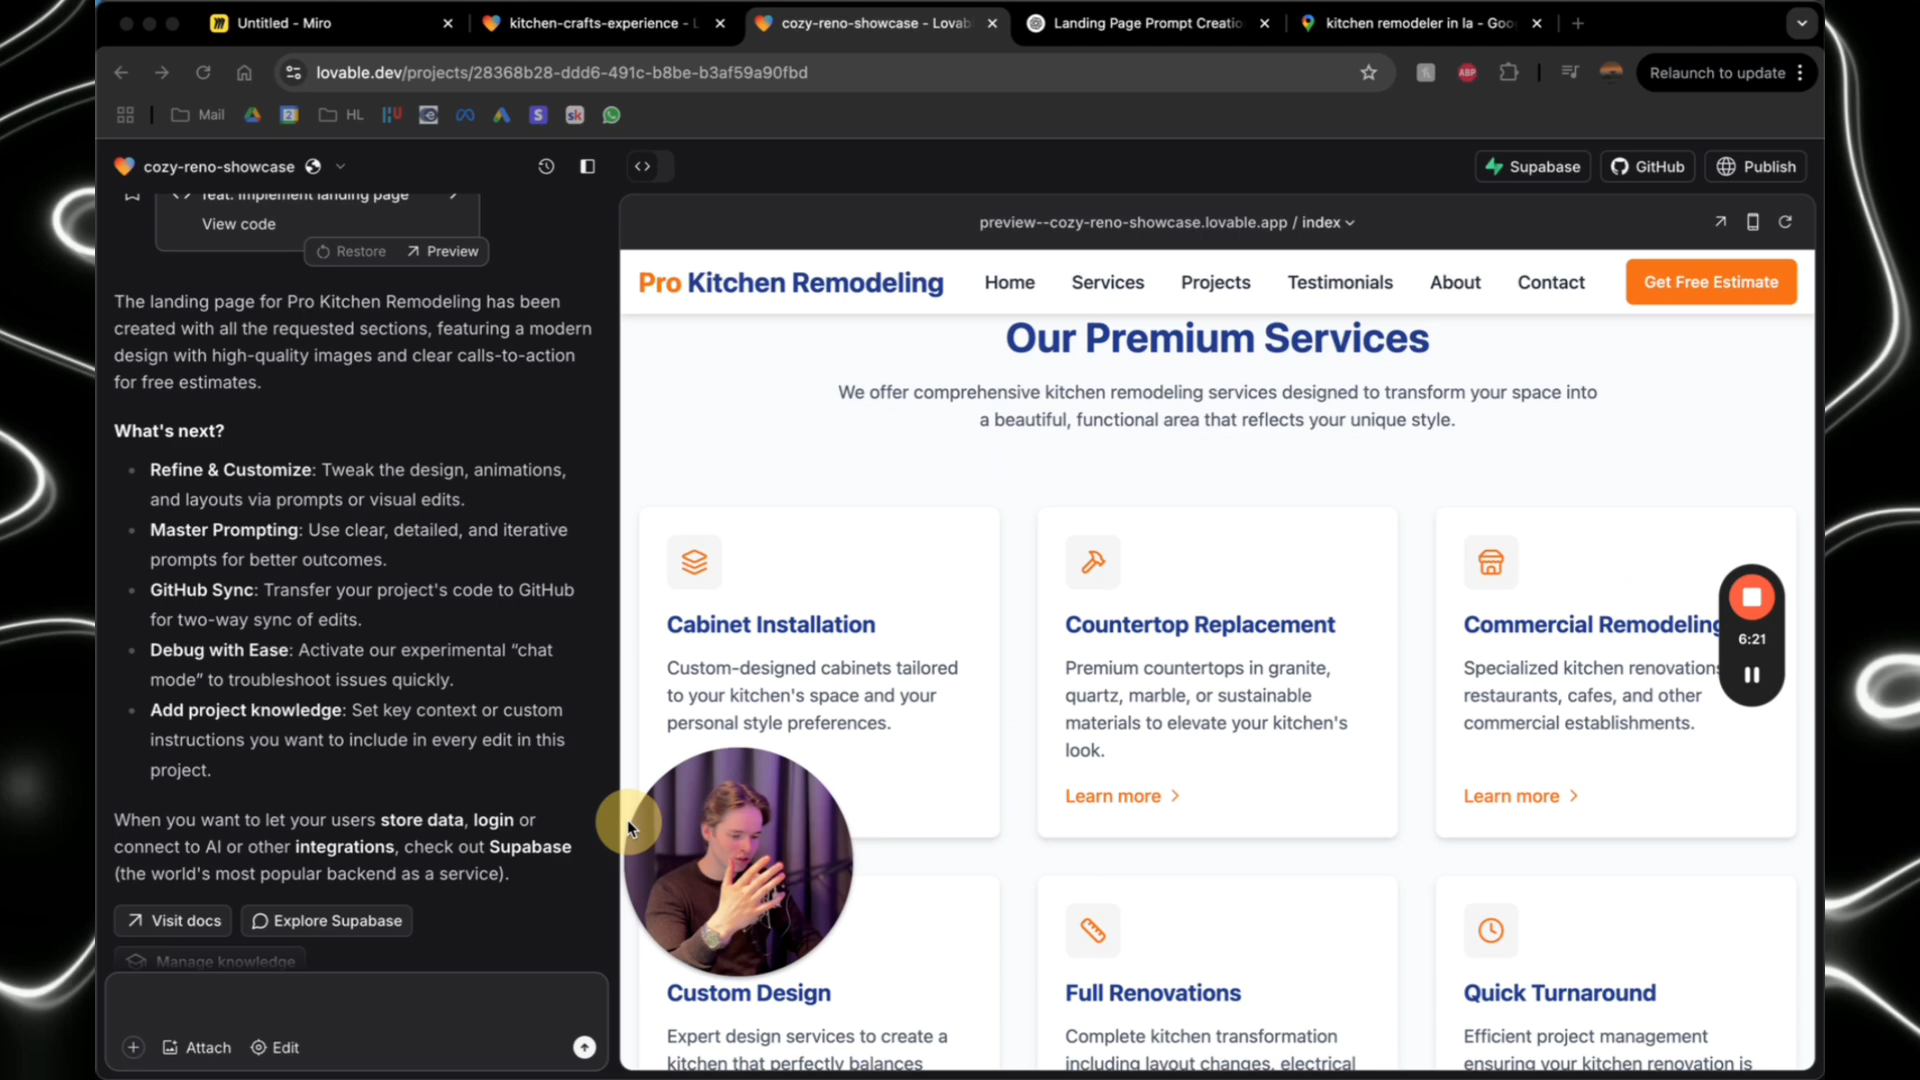 Untitled - Miro
kitchen-crafts-experience - L
cozy-reno-showcase - Lovab
Landing Page Prompt Creatio
kitchen remodeler in la - Goo
lovable.dev/projects/28368b28-ddd6-491c-b8be-b3af59a90fbd
ABP
Relaunch to update
Mail
2
HL
S
sk
cozy-reno-showcase
Supabase
GitHub
Publish
feat: Implement landing page
View code
Restore
Preview
preview--cozy-reno-showcase.lovable.app / index
Pro Kitchen Remodeling
Home
Services
Projects
Testimonials
About
Contact
Get Free Estimate
The landing page for Pro Kitchen Remodeling has been
created with all the requested sections, featuring a modern
design with high-quality images and clear calls-to-action
for free estimates.
What's next?
Refine & Customize: Tweak the design, animations,
and layouts via prompts or visual edits.
Master Prompting: Use clear, detailed, and iterative
prompts for better outcomes.
GitHub Sync: Transfer your project's code to GitHub
for two-way sync of edits.
Debug with Ease: Activate our experimental “chat
mode” to troubleshoot issues quickly.
Add project knowledge: Set key context or custom
instructions you want to include in every edit in this
project.
When you want to let your users store data, login or
connect to AI or other integrations, check out Supabase
(the world's most popular backend as a service).
Visit docs
Explore Supabase
Manage knowledge
Attach
Edit
Our Premium Services
We offer comprehensive kitchen remodeling services designed to transform your space into
a beautiful, functional area that reflects your unique style.
Cabinet Installation
Custom-designed cabinets tailored
to your kitchen's space and your
personal style preferences.
Countertop Replacement
Premium countertops in granite,
quartz, marble, or sustainable
materials to elevate your kitchen's
look.
Learn more
Commercial Remodeling
Specialized kitchen renovations
restaurants, cafes, and other
commercial establishments.
Learn more
6:21
Custom Design
Expert design services to create a
kitchen that perfectly balances
Full Renovations
Complete kitchen transformation
including layout changes, electrical
Quick Turnaround
Efficient project management
ensuring your kitchen renovation is